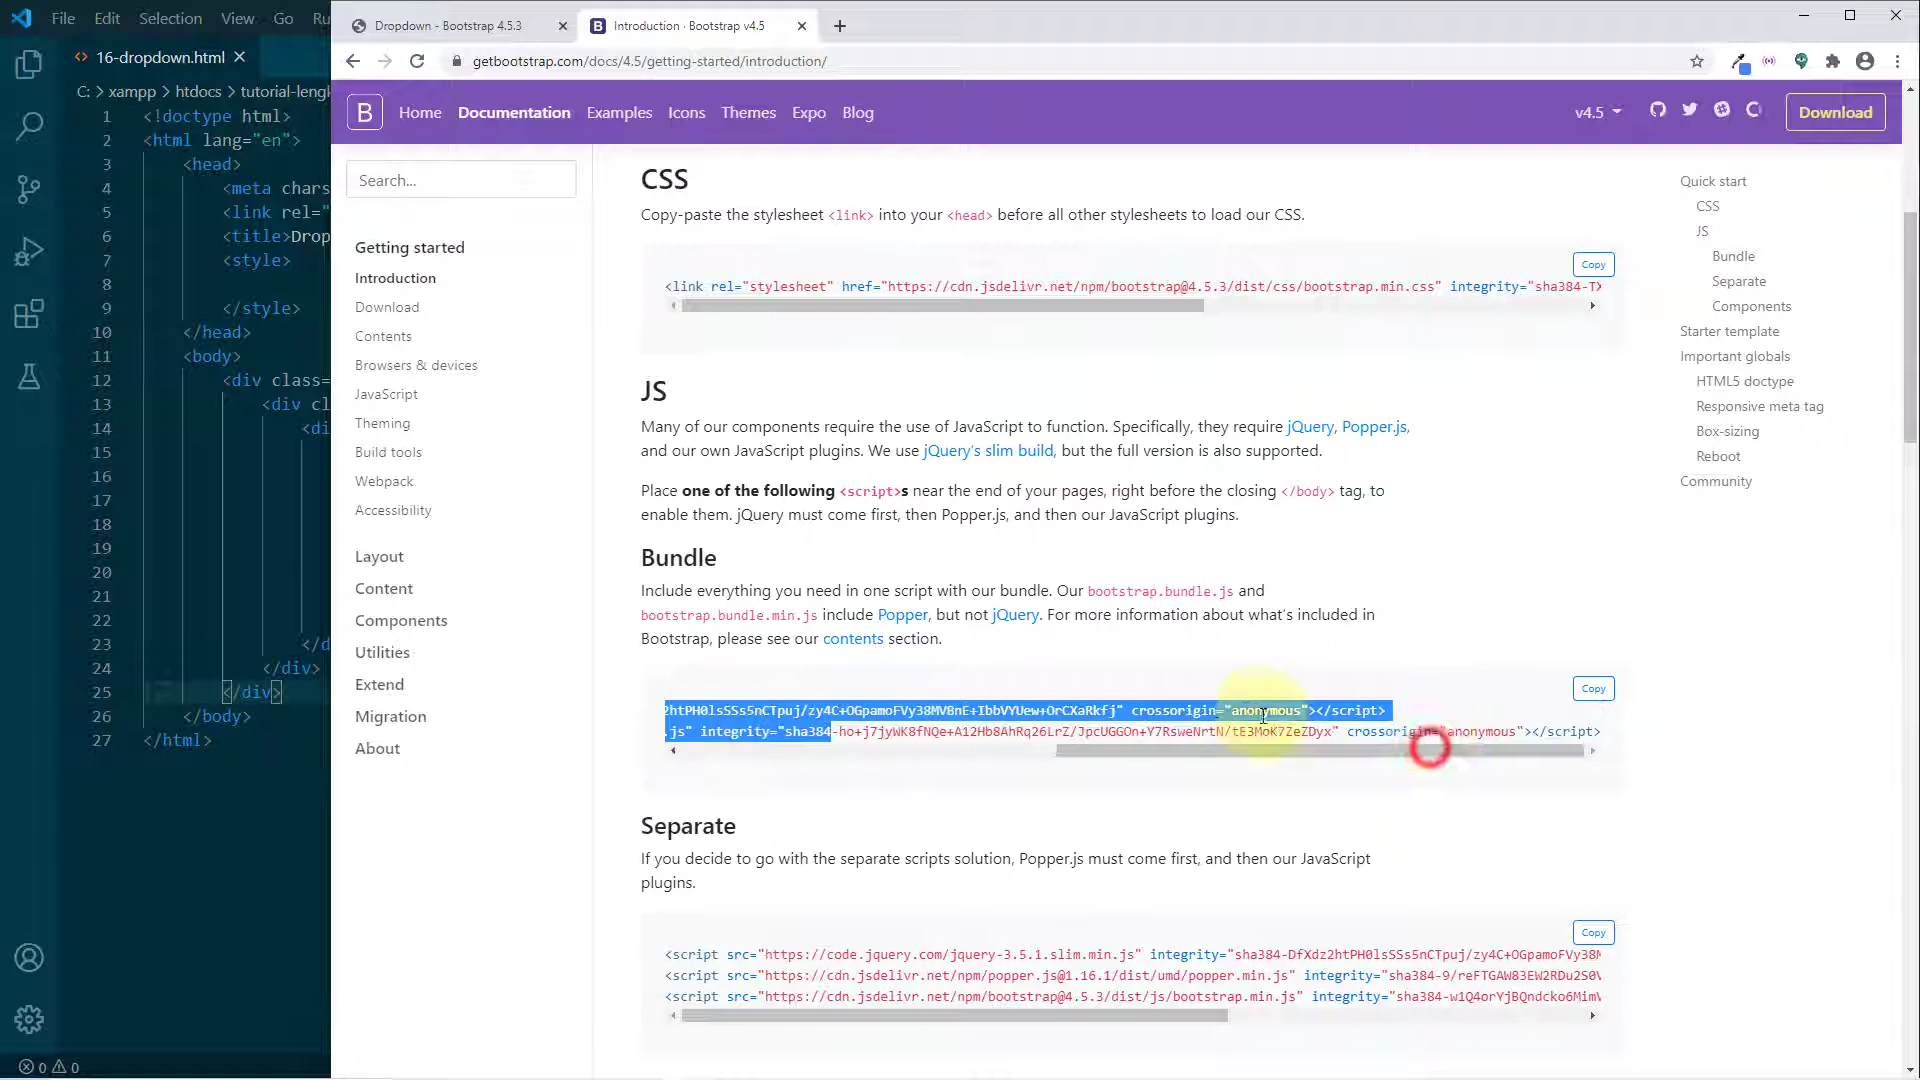 File Edit Selection View Go Ru
16-dropdown.html
C: > xampp > htdocs > tutorial-leng
1 <!doctype html>
2 <html lang="en">
3 <head>
4 <meta chars
5 <link rel="
6 <title>Drop
7 <style>
8
9 </style>
10 </head>
11 <body>
12 <div class=
13 <div cl
14 <di
15
16
17
18
19
20
21
22
23 </d
24 </div>
25 </div>
26 </body>
27 </html>
0 0
Dropdown - Bootstrap 4.5.3
Introduction · Bootstrap v4.5
getbootstrap.com/docs/4.5/getting-started/introduction/
B Home Documentation Examples Icons Themes Expo Blog v4.5 Download
Search...
Getting started
Introduction
Download
Contents
Browsers & devices
JavaScript
Theming
Build tools
Webpack
Accessibility
Layout
Content
Components
Utilities
Extend
Migration
About
CSS
Copy-paste the stylesheet <link> into your <head> before all other stylesheets to load our CSS.
Copy
<link rel="stylesheet" href="https://cdn.jsdelivr.net/npm/bootstrap@4.5.3/dist/css/bootstrap.min.css" integrity="sha384-TX
JS
Many of our components require the use of JavaScript to function. Specifically, they require jQuery, Popper.js,
and our own JavaScript plugins. We use jQuery's slim build, but the full version is also supported.
Place one of the following <script>s near the end of your pages, right before the closing </body> tag, to
enable them. jQuery must come first, then Popper.js, and then our JavaScript plugins.
Bundle
Include everything you need in one script with our bundle. Our bootstrap.bundle.js and
bootstrap.bundle.min.js include Popper, but not jQuery. For more information about what's included in
Bootstrap, please see our contents section.
Copy
2htPH0lsSSs5nCTpuj/zy4C+OGpamoFVy38MVBnE+IbbVYUew+OrCXaRkfj" crossorigin="anonymous"></script>
.js" integrity="sha384-ho+j7jyWK8fNQe+A12Hb8AhRq26LrZ/JpcUGGOn+Y7RsweNrtN/tE3MoK7ZeZDyx" crossorigin="anonymous"></script>
Separate
If you decide to go with the separate scripts solution, Popper.js must come first, and then our JavaScript
plugins.
Copy
<script src="https://code.jquery.com/jquery-3.5.1.slim.min.js" integrity="sha384-DfXdz2htPH0lsSSs5nCTpuj/zy4C+OGpamoFVy38M
<script src="https://cdn.jsdelivr.net/npm/popper.js@1.16.1/dist/umd/popper.min.js" integrity="sha384-9/reFTGAW83EW2RDu2S0V
<script src="https://cdn.jsdelivr.net/npm/bootstrap@4.5.3/dist/js/bootstrap.min.js" integrity="sha384-w1Q4orYjBQndcko6MimV
Quick start
CSS
JS
Bundle
Separate
Components
Starter template
Important globals
HTML5 doctype
Responsive meta tag
Box-sizing
Reboot
Community